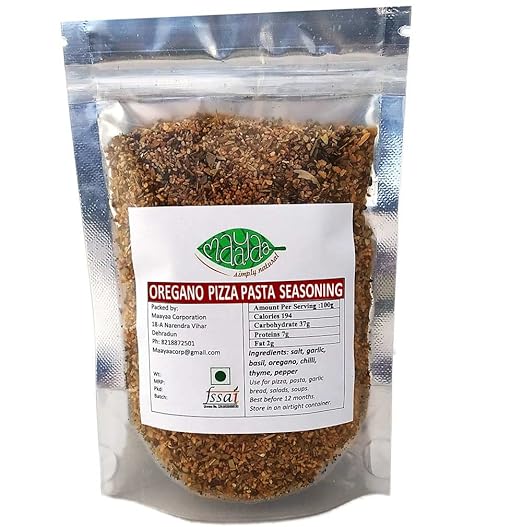 maayaa
simply natural
OREGANO PIZZA PASTA SEASONING
Packed by:
Maayaa Corporation
18-A Narendra Vihar
Dehradun
Ph: 8218872501
Maayaacorp@gmail.com
Wt:
MRP:
Pkd:
Batch:
fssai
Amount Per Serving :100g
Calories 194
Carbohydrate 37g
Proteins 7g
Fat 2g
Ingredients: salt, garlic,
basil, oregano, chilli,
thyme, pepper
Use for pizza, pasta, garlic
bread, salads, soups.
Best before 12 months.
Store in an airtight container.